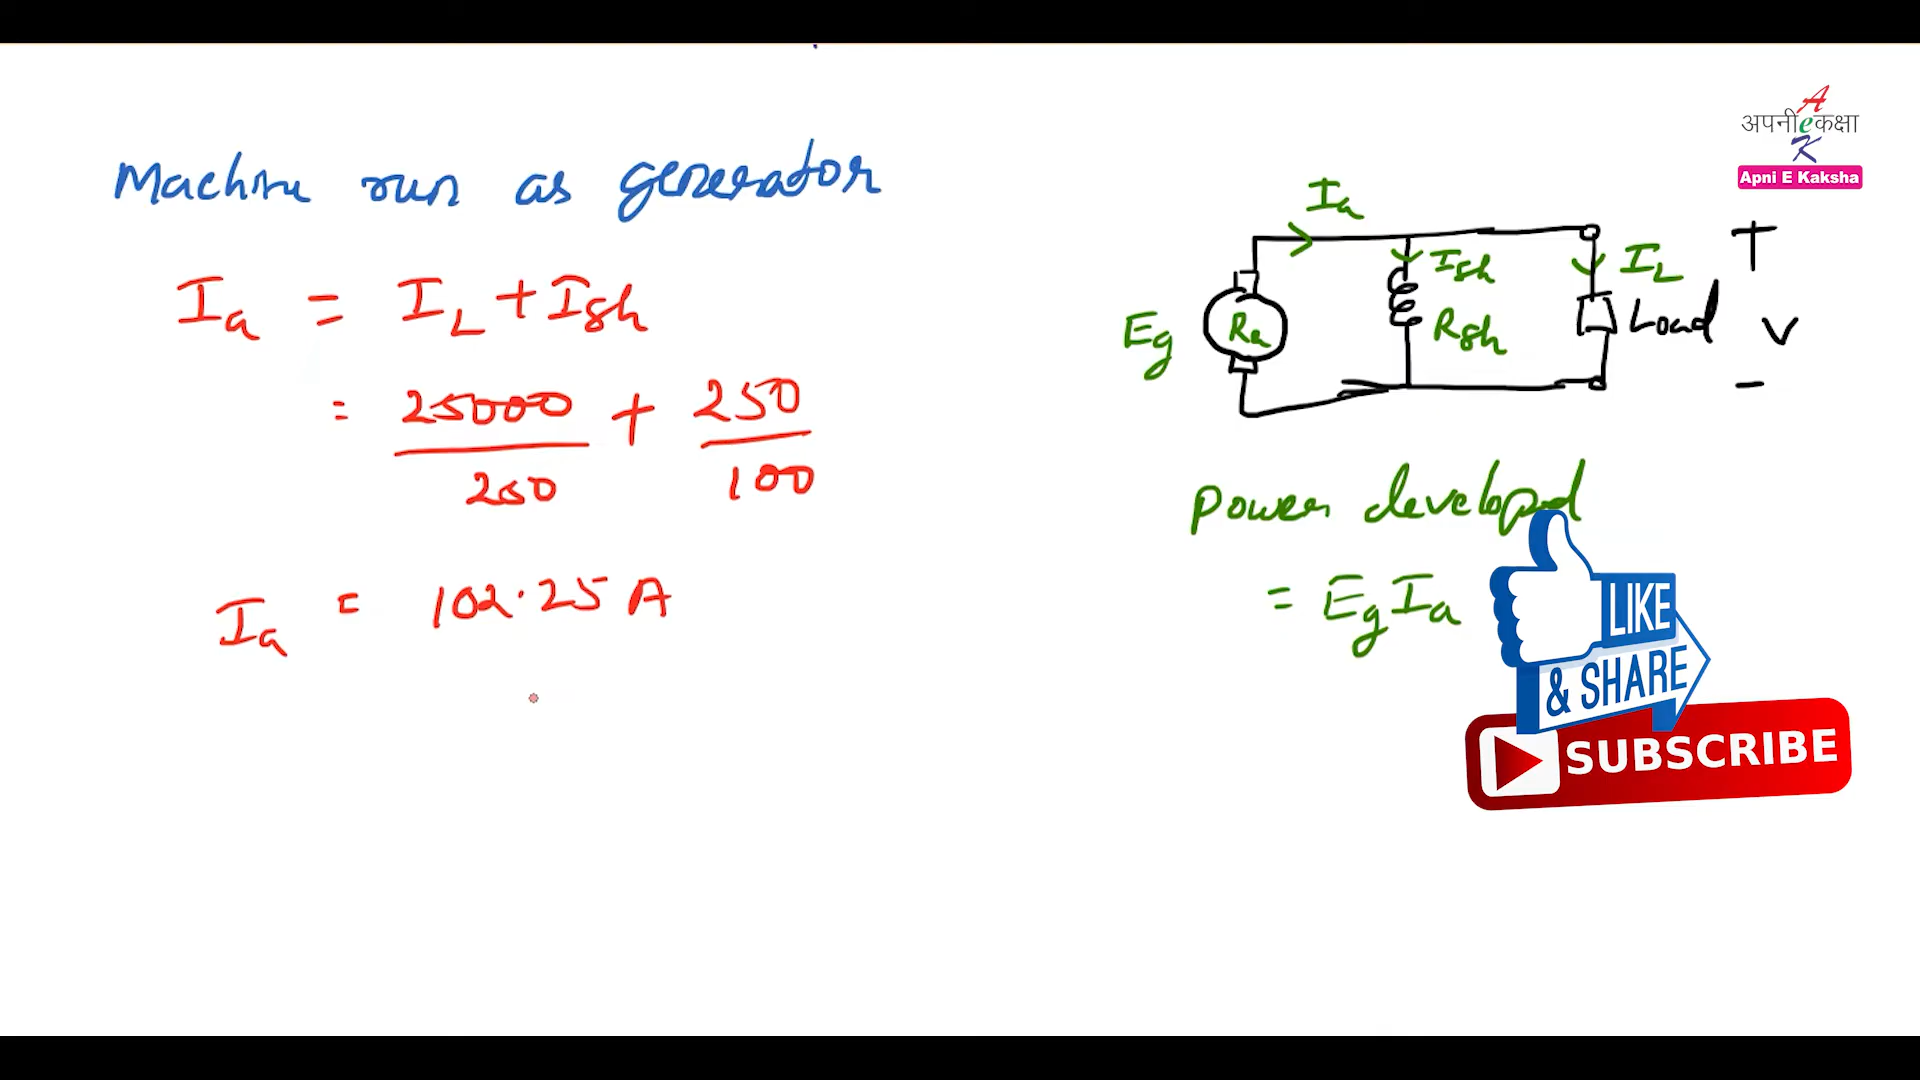 A
अपनी e कक्षा
K
Apni E Kaksha
Machine run as generator
Ia = IL + Ish
= 25000/250 + 250/100
Ia = 102.25 A
Ia
Ish
IL
+
Eg
Ra
Rsh
Load
V
-
Power developed
= EgIa
LIKE
& SHARE
SUBSCRIBE